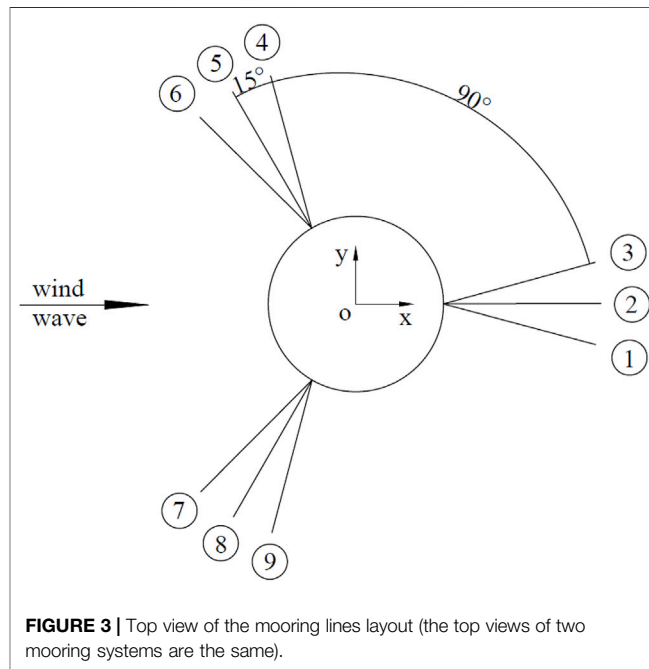 ④
⑤
15°
⑥
90°
③
y
wind
wave
o
x
②
①
⑦
⑧
⑨
FIGURE 3 | Top view of the mooring lines layout (the top views of two
mooring systems are the same).